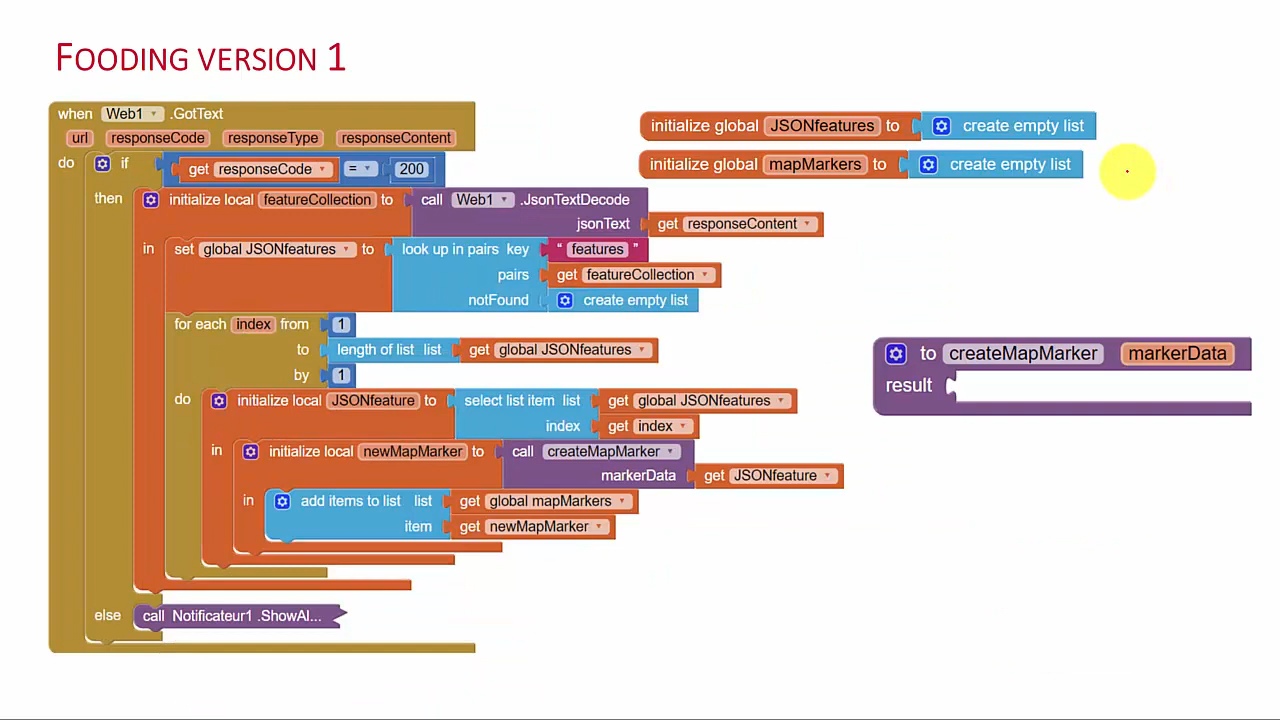 FOODING VERSION 1
when Web1 .GotText
url responseCode responseType responseContent
do if get responseCode = 200
then initialize local featureCollection to call Web1 .JsonTextDecode
jsonText get responseContent
in set global JSONfeatures to look up in pairs key " features "
pairs get featureCollection
notFound create empty list
for each index from 1
to length of list list get global JSONfeatures
by 1
do initialize local JSONfeature to select list item list get global JSONfeatures
index get index
in initialize local newMapMarker to call createMapMarker
markerData get JSONfeature
in add items to list list get global mapMarkers
item get newMapMarker
else call Notificateur1 .ShowAl...
initialize global JSONfeatures to create empty list
initialize global mapMarkers to create empty list
to createMapMarker markerData
result